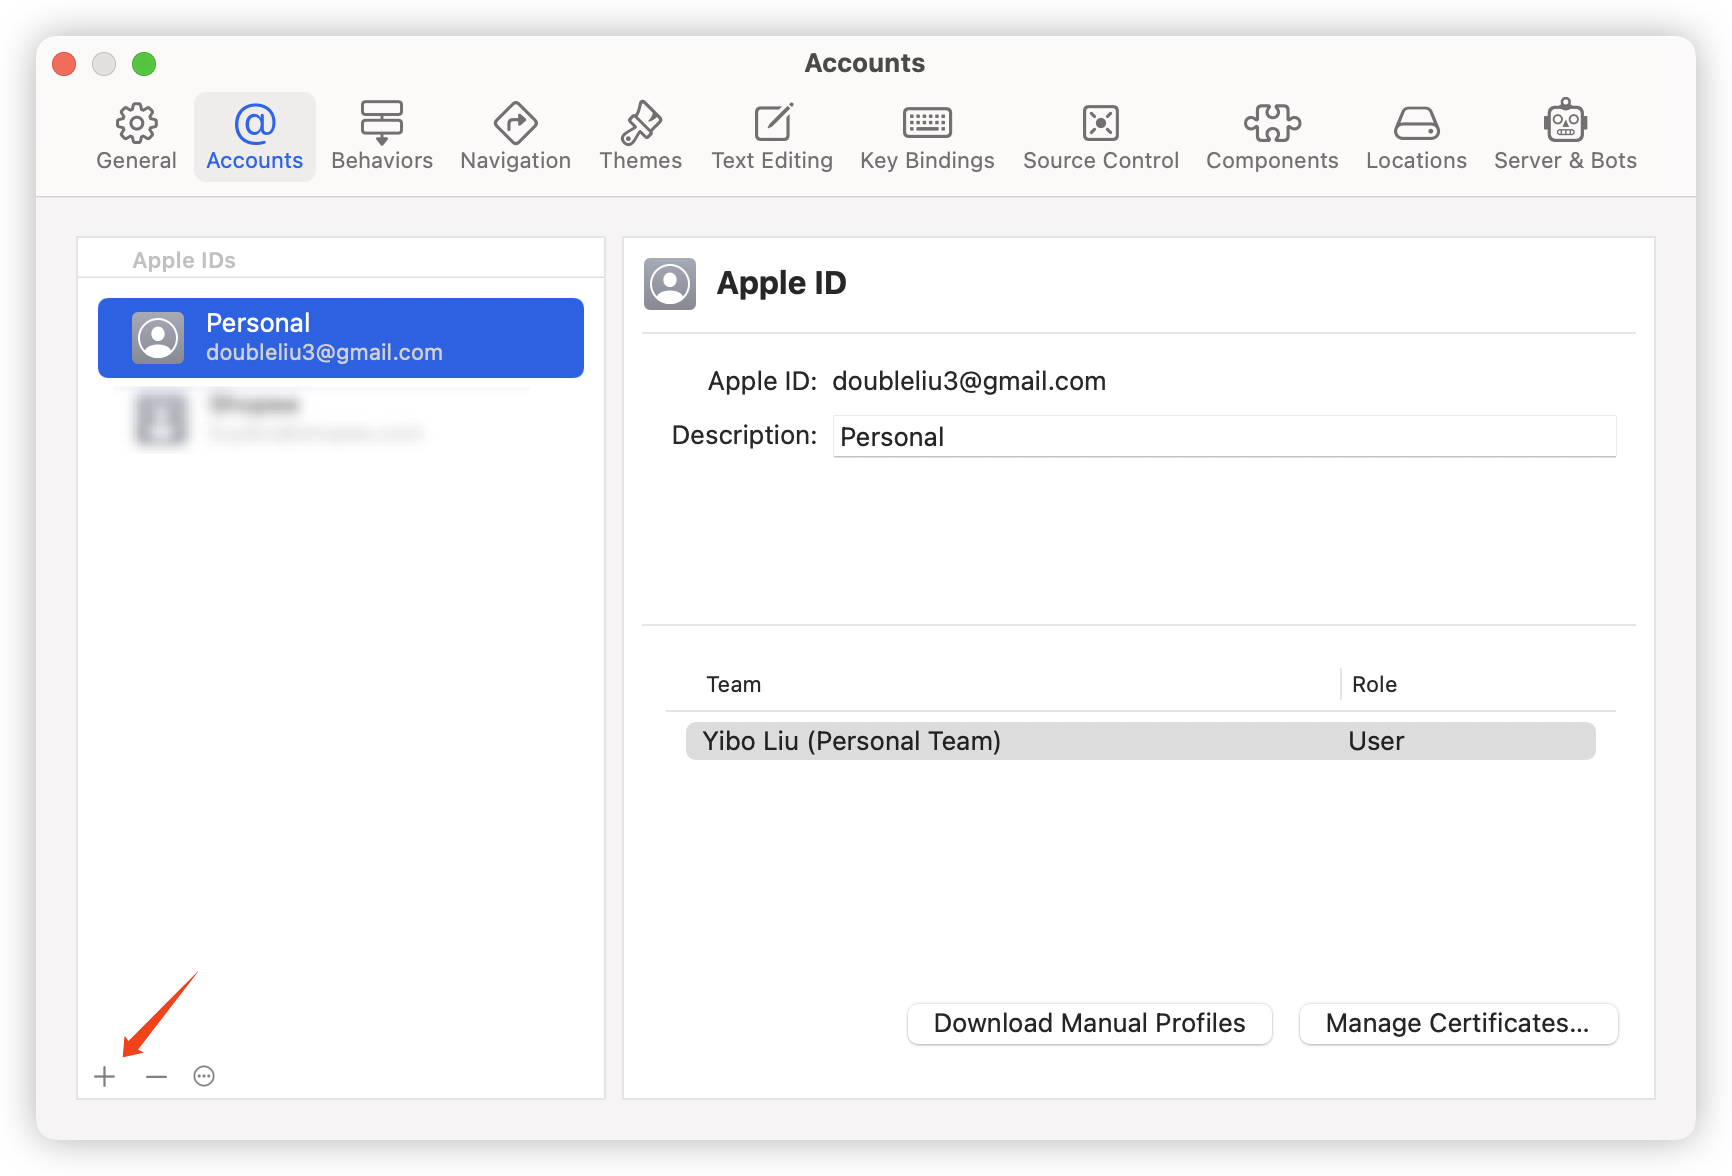 Accounts
General
Accounts
Behaviors
Navigation
Themes
Text Editing
Key Bindings
Source Control
Components
Locations
Server & Bots
Apple IDs
Personal
doubleliu3@gmail.com
Apple ID
Apple ID: doubleliu3@gmail.com
Description: Personal
Team Role
Yibo Liu (Personal Team) User
Download Manual Profiles
Manage Certificates...